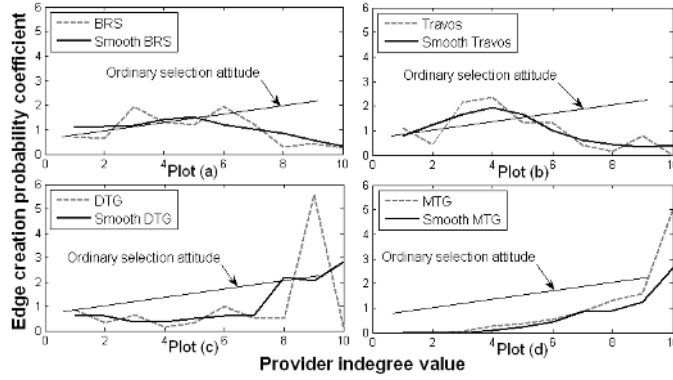 Edge creation probability coefficient
6
5
4
3
2
1
0
BRS
Smooth BRS
Ordinary selection attitude
0 2 4 6 8 10
Plot (a)
6
5
4
3
2
1
0
Travos
Smooth Travos
Ordinary selection attitude
0 2 4 6 8 10
Plot (b)
6
5
4
3
2
1
0
DTG
Smooth DTG
Ordinary selection attitude
0 2 4 6 8 10
Plot (c)
6
5
4
3
2
1
0
MTG
Smooth MTG
Ordinary selection attitude
0 2 4 6 8 10
Plot (d)
Provider indegree value